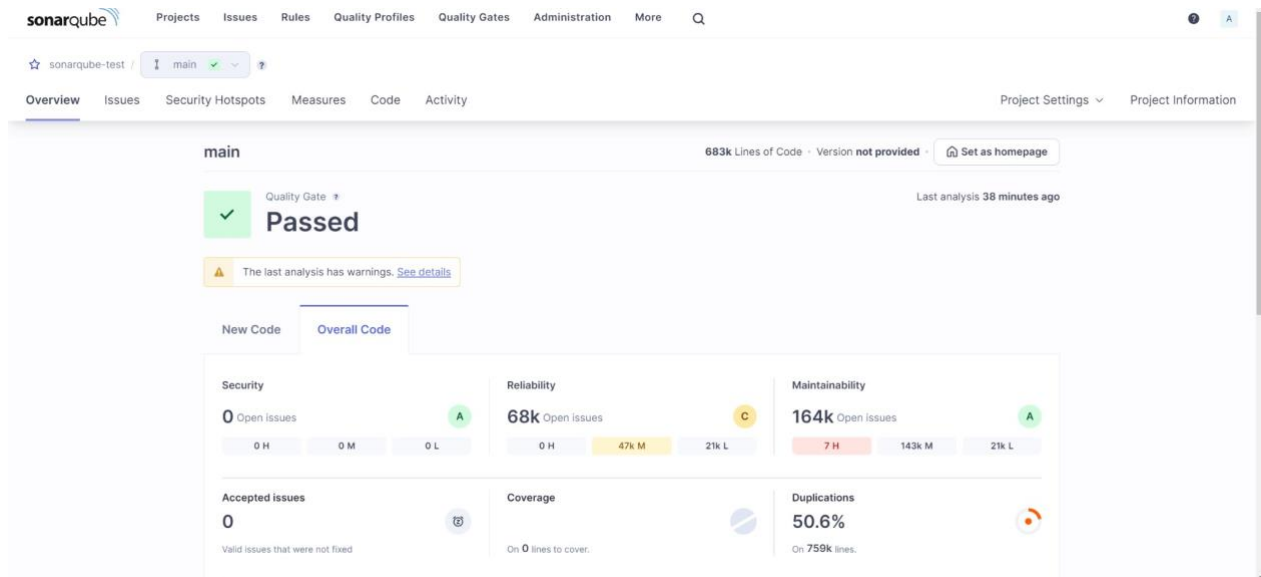 sonarqube Projects Issues Rules Quality Profiles Quality Gates Administration More ? A
sonarqube-test / main ?
Overview Issues Security Hotspots Measures Code Activity Project Settings Project Information
main 683k Lines of Code · Version not provided · Set as homepage
Quality Gate ? Last analysis 38 minutes ago
Passed
The last analysis has warnings. See details
New Code Overall Code
Security Reliability Maintainability
0 Open issues A 68k Open issues C 164k Open issues A
0 H 0 M 0 L 0 H 47k M 21k L 7 H 143k M 21k L
Accepted issues Coverage Duplications
0 50.6%
Valid issues that were not fixed On 0 lines to cover. On 759k lines.